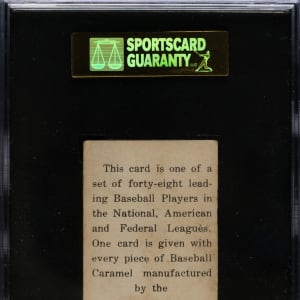 SPORTSCARD
GUARANTY
This card is one of a
set of forty-eight lead-
ing Baseball Players in
the National, American
and Federal Leagues.
One card is given with
every piece of Baseball
Caramel manufactured
by the